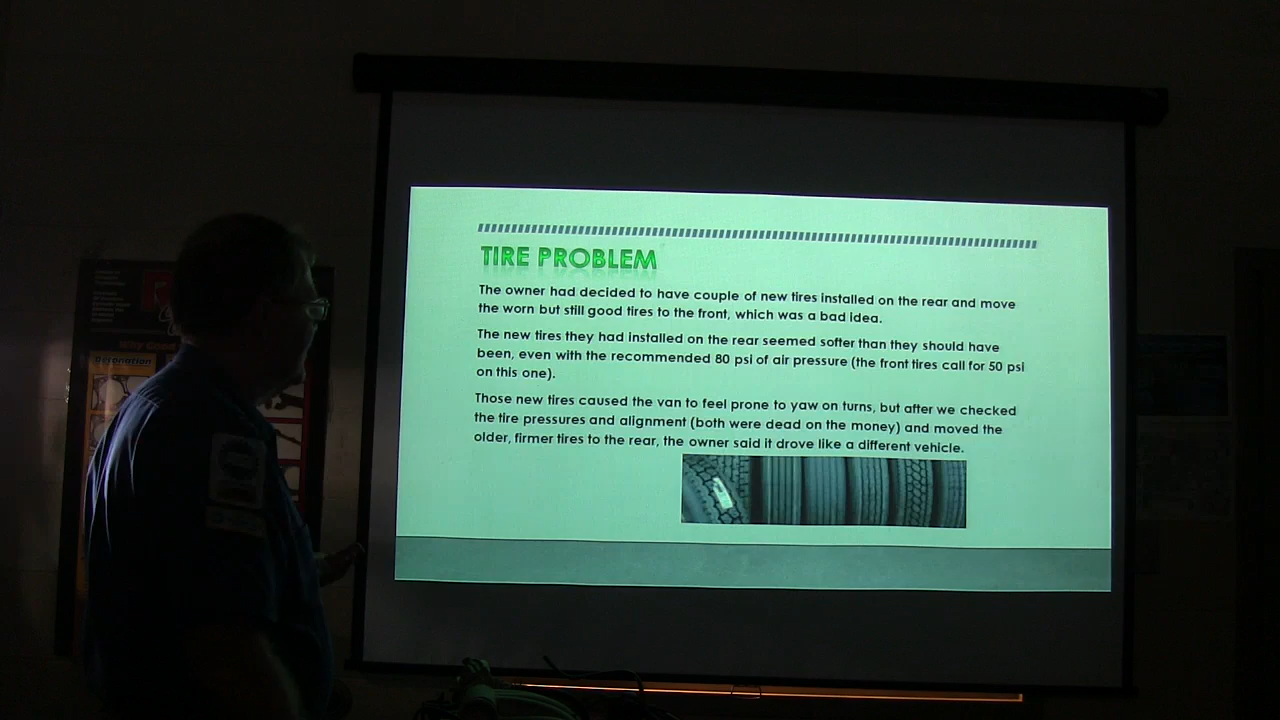 TIRE PROBLEM
The owner had decided to have couple of new tires installed on the rear and move
the worn but still good tires to the front, which was a bad idea.
The new tires they had installed on the rear seemed softer than they should have
been, even with the recommended 80 psi of air pressure (the front tires call for 50 psi
on this one).
Those new tires caused the van to feel prone to yaw on turns, but after we checked
the tire pressures and alignment (both were dead on the money) and moved the
older, firmer tires to the rear, the owner said it drove like a different vehicle.
Detonation